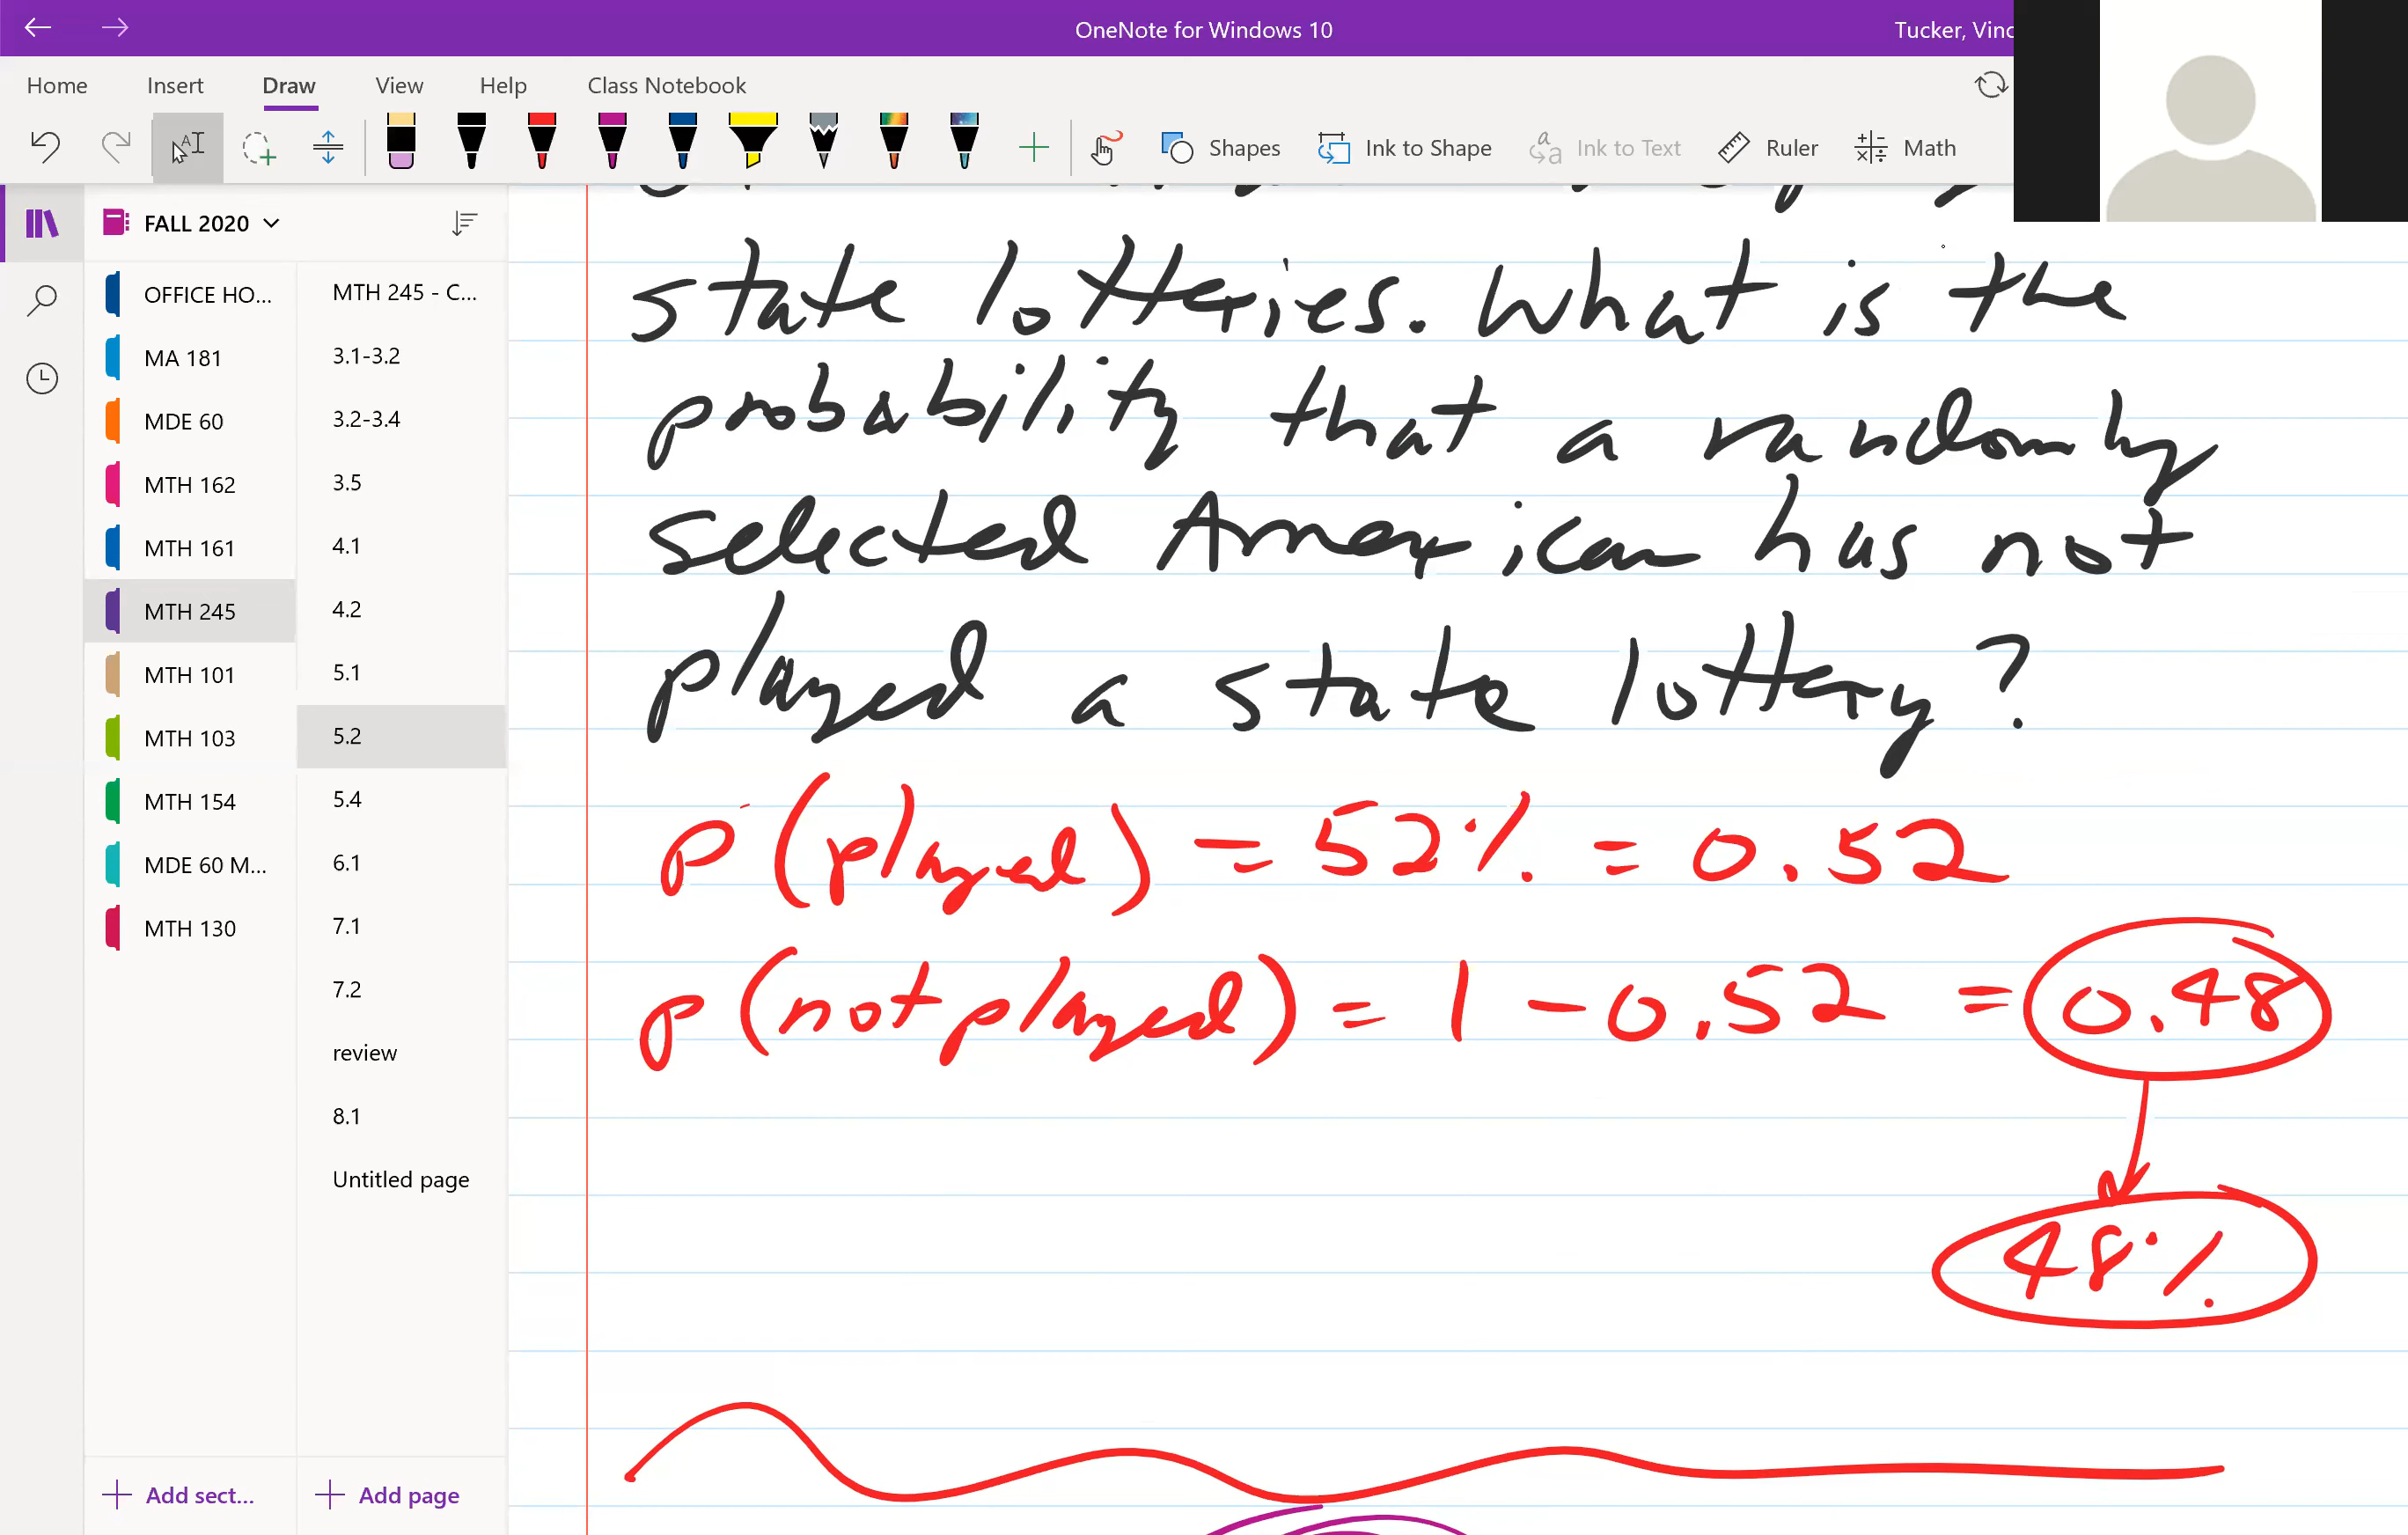 OneNote for Windows 10
Tucker, Vinc
Home Insert Draw View Help Class Notebook
Shapes Ink to Shape Ink to Text Ruler Math
FALL 2020
OFFICE HO...
MA 181
MDE 60
MTH 162
MTH 161
MTH 245
MTH 101
MTH 103
MTH 154
MDE 60 M...
MTH 130
Add sect...
MTH 245 - C...
3.1-3.2
3.2-3.4
3.5
4.1
4.2
5.1
5.2
5.4
6.1
7.1
7.2
review
8.1
Untitled page
Add page
state lotteries. What is the
probability that a randomly
selected American has not
played a state lottery?
P(played) = 52% = 0.52
P(not played) = 1 - 0.52 = 0.48
48%